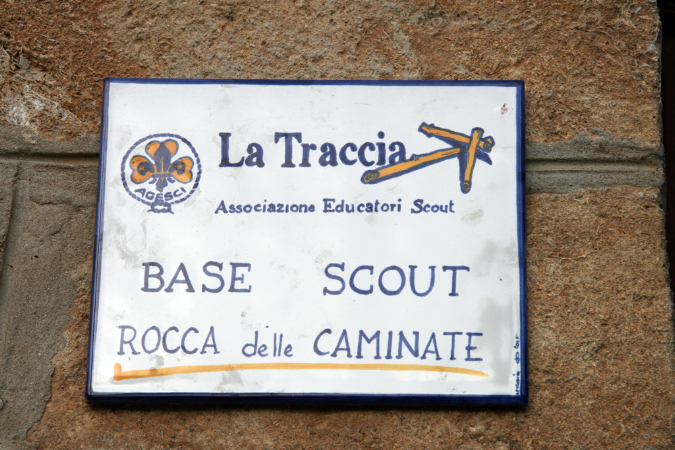 La Traccia
AGESCI
Associazione Educatori Scout
BASE SCOUT
ROCCA delle CAMINATE